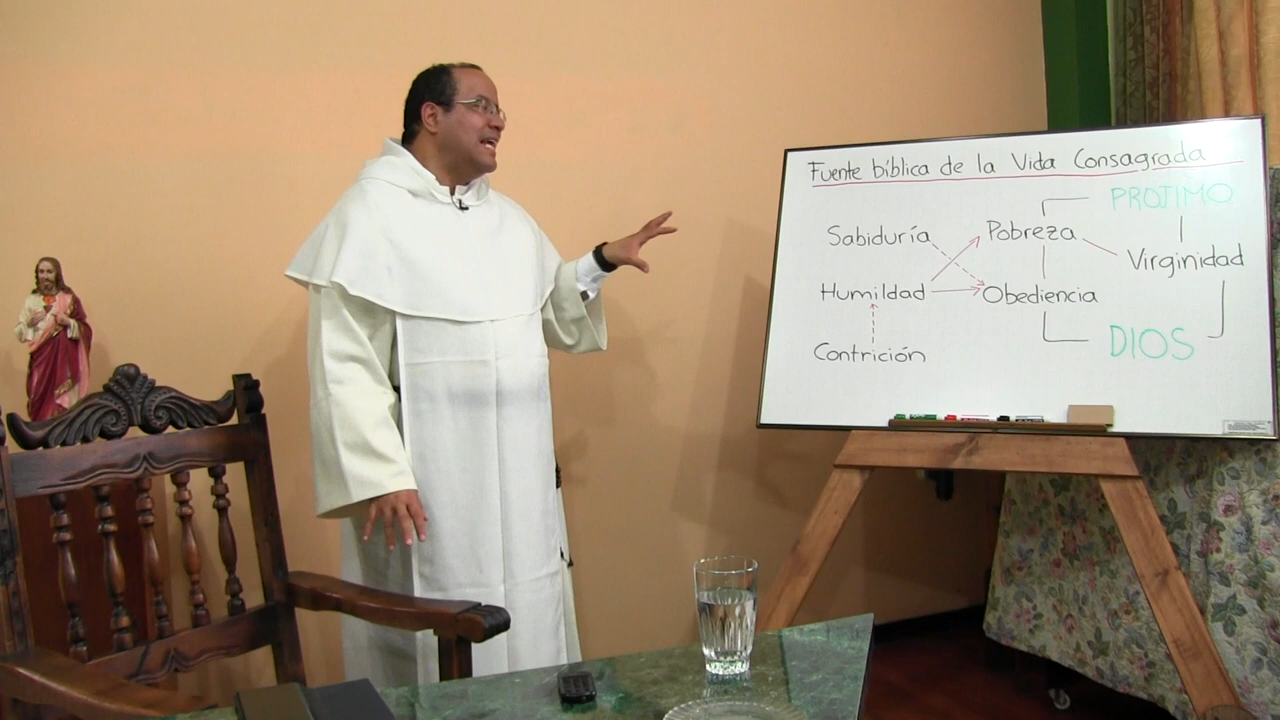 Fuente bíblica de la Vida Consagrada
PROJIMO
Sabiduría Pobreza
Virginidad
Humildad Obediencia
Contrición DIOS